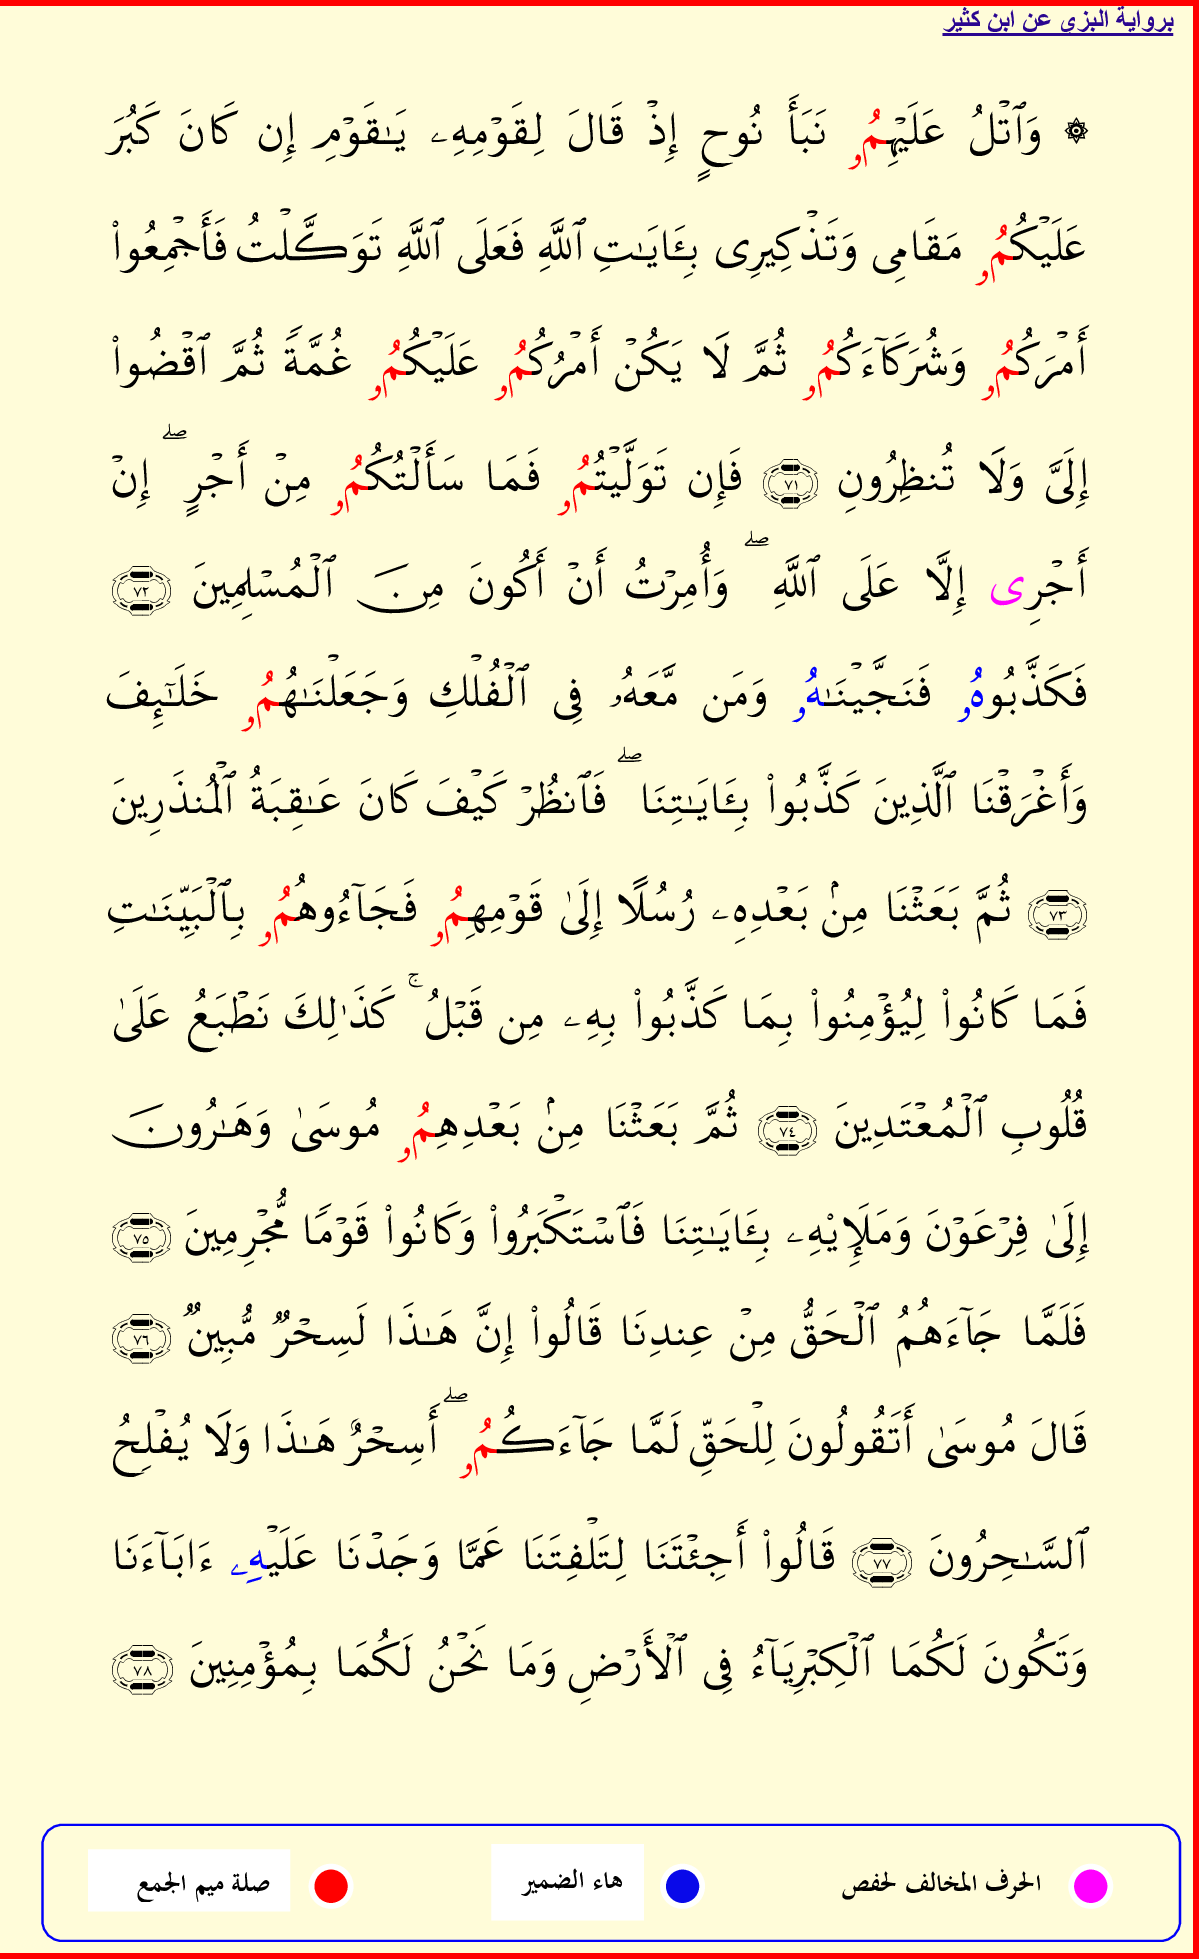 برواية البزي عن ابن كثير
۞ وَٱتۡلُ عَلَيۡهِمُۥ نَبَأَ نُوحٍ إِذۡ قَالَ لِقَوۡمِهِۦ يَٰقَوۡمِ إِن كَانَ كَبُرَ
عَلَيۡكُمُۥ مَقَامِى وَتَذۡكِيرِى بِـَٔايَٰتِ ٱللَّهِ فَعَلَى ٱللَّهِ تَوَكَّلۡتُ فَأَجۡمِعُواْ
أَمۡرَكُمُۥ وَشُرَكَآءَكُمُۥ ثُمَّ لَا يَكُنۡ أَمۡرُكُمُۥ عَلَيۡكُمُۥ غُمَّةً ثُمَّ ٱقۡضُواْ
إِلَىَّ وَلَا تُنظِرُونِ ٧١ فَإِن تَوَلَّيۡتُمُۥ فَمَا سَأَلۡتُكُمُۥ مِنۡ أَجۡرٍ ۖ إِنۡ
أَجۡرِى إِلَّا عَلَى ٱللَّهِ ۖ وَأُمِرۡتُ أَنۡ أَكُونَ مِنَ ٱلۡمُسۡلِمِينَ ٧٢
فَكَذَّبُوهُۥ فَنَجَّيۡنَٰهُۥ وَمَن مَّعَهُۥ فِى ٱلۡفُلۡكِ وَجَعَلۡنَٰهُمُۥ خَلَٰٓئِفَ
وَأَغۡرَقۡنَا ٱلَّذِينَ كَذَّبُواْ بِـَٔايَٰتِنَا ۖ فَٱنظُرۡ كَيۡفَ كَانَ عَٰقِبَةُ ٱلۡمُنذَرِينَ
٧٣ ثُمَّ بَعَثۡنَا مِنۢ بَعۡدِهِۦ رُسُلًا إِلَىٰ قَوۡمِهِمُۥ فَجَآءُوهُمُۥ بِٱلۡبَيِّنَٰتِ
فَمَا كَانُواْ لِيُؤۡمِنُواْ بِمَا كَذَّبُواْ بِهِۦ مِن قَبۡلُ ۚ كَذَٰلِكَ نَطۡبَعُ عَلَىٰ
قُلُوبِ ٱلۡمُعۡتَدِينَ ٧٤ ثُمَّ بَعَثۡنَا مِنۢ بَعۡدِهِمُۥ مُوسَىٰ وَهَٰرُونَ
إِلَىٰ فِرۡعَوۡنَ وَمَلَإِيْهِۦ بِـَٔايَٰتِنَا فَٱسۡتَكۡبَرُواْ وَكَانُواْ قَوۡمًا مُّجۡرِمِينَ ٧٥
فَلَمَّا جَآءَهُمُ ٱلۡحَقُّ مِنۡ عِندِنَا قَالُواْ إِنَّ هَٰذَا لَسِحۡرٌ مُّبِينٌ ٧٦
قَالَ مُوسَىٰ أَتَقُولُونَ لِلۡحَقِّ لَمَّا جَآءَكُمُۥ ۖ أَسِحۡرٌ هَٰذَا وَلَا يُفۡلِحُ
ٱلسَّٰحِرُونَ ٧٧ قَالُواْ أَجِئۡتَنَا لِتَلۡفِتَنَا عَمَّا وَجَدۡنَا عَلَيۡهِۦ ءَابَآءَنَا
وَتَكُونَ لَكُمَا ٱلۡكِبۡرِيَآءُ فِى ٱلۡأَرۡضِ وَمَا نَحۡنُ لَكُمَا بِمُؤۡمِنِينَ ٧٨
الحرف المخالف لحفص هاء الضمير صلة ميم الجمع